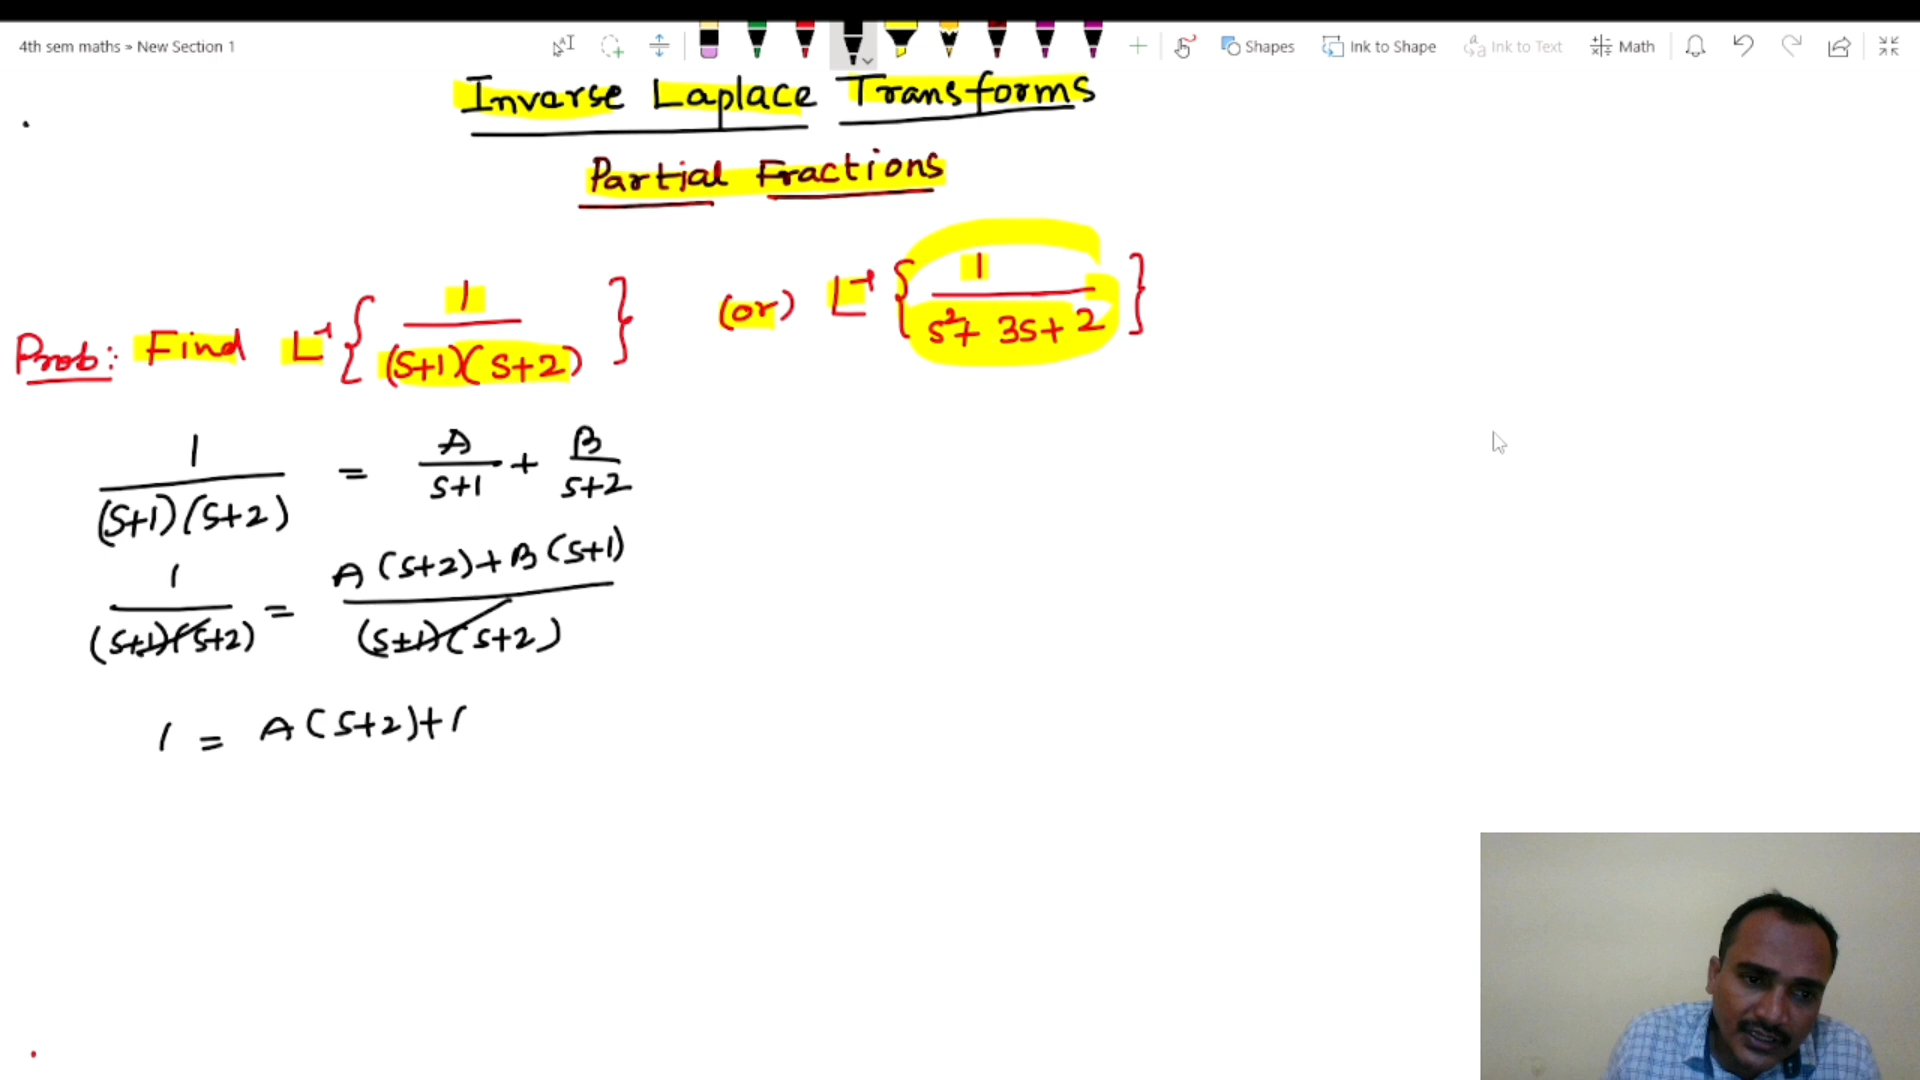 4th sem maths » New Section 1
Shapes Ink to Shape Ink to Text Math
Inverse Laplace Transforms
Partial Fractions
Prob: Find L⁻¹{ 1 / (S+1)(S+2) } (or) L⁻¹{ 1 / s²+3s+2 }
1 / (S+1)(S+2) = A / S+1 + B / S+2
1 / (S+1)(S+2) = A(S+2)+B(S+1) / (S+1)(S+2)
1 = A(S+2)+